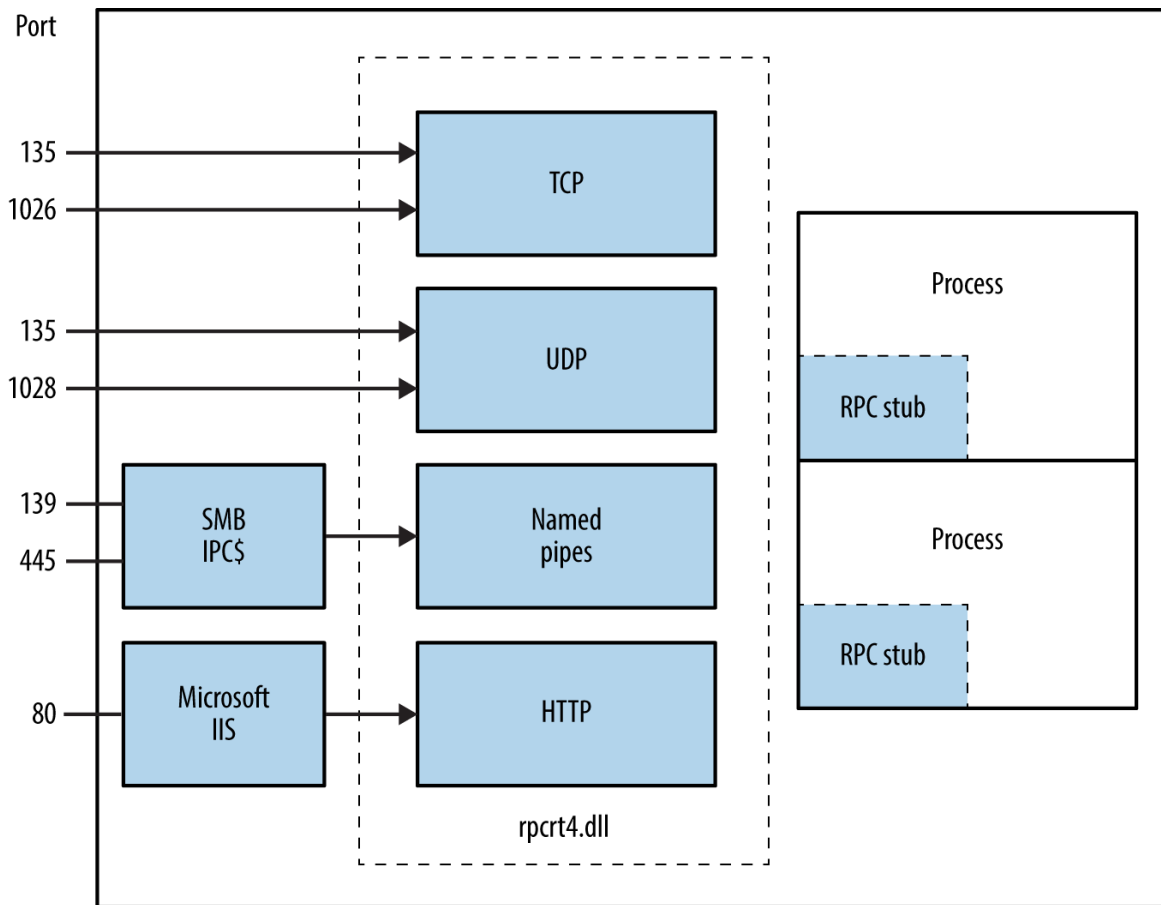 Port
135
1026
TCP
135
1028
UDP
139
445
SMB
IPC$
Named
pipes
80
Microsoft
IIS
HTTP
rpcrt4.dll
Process
RPC stub
Process
RPC stub